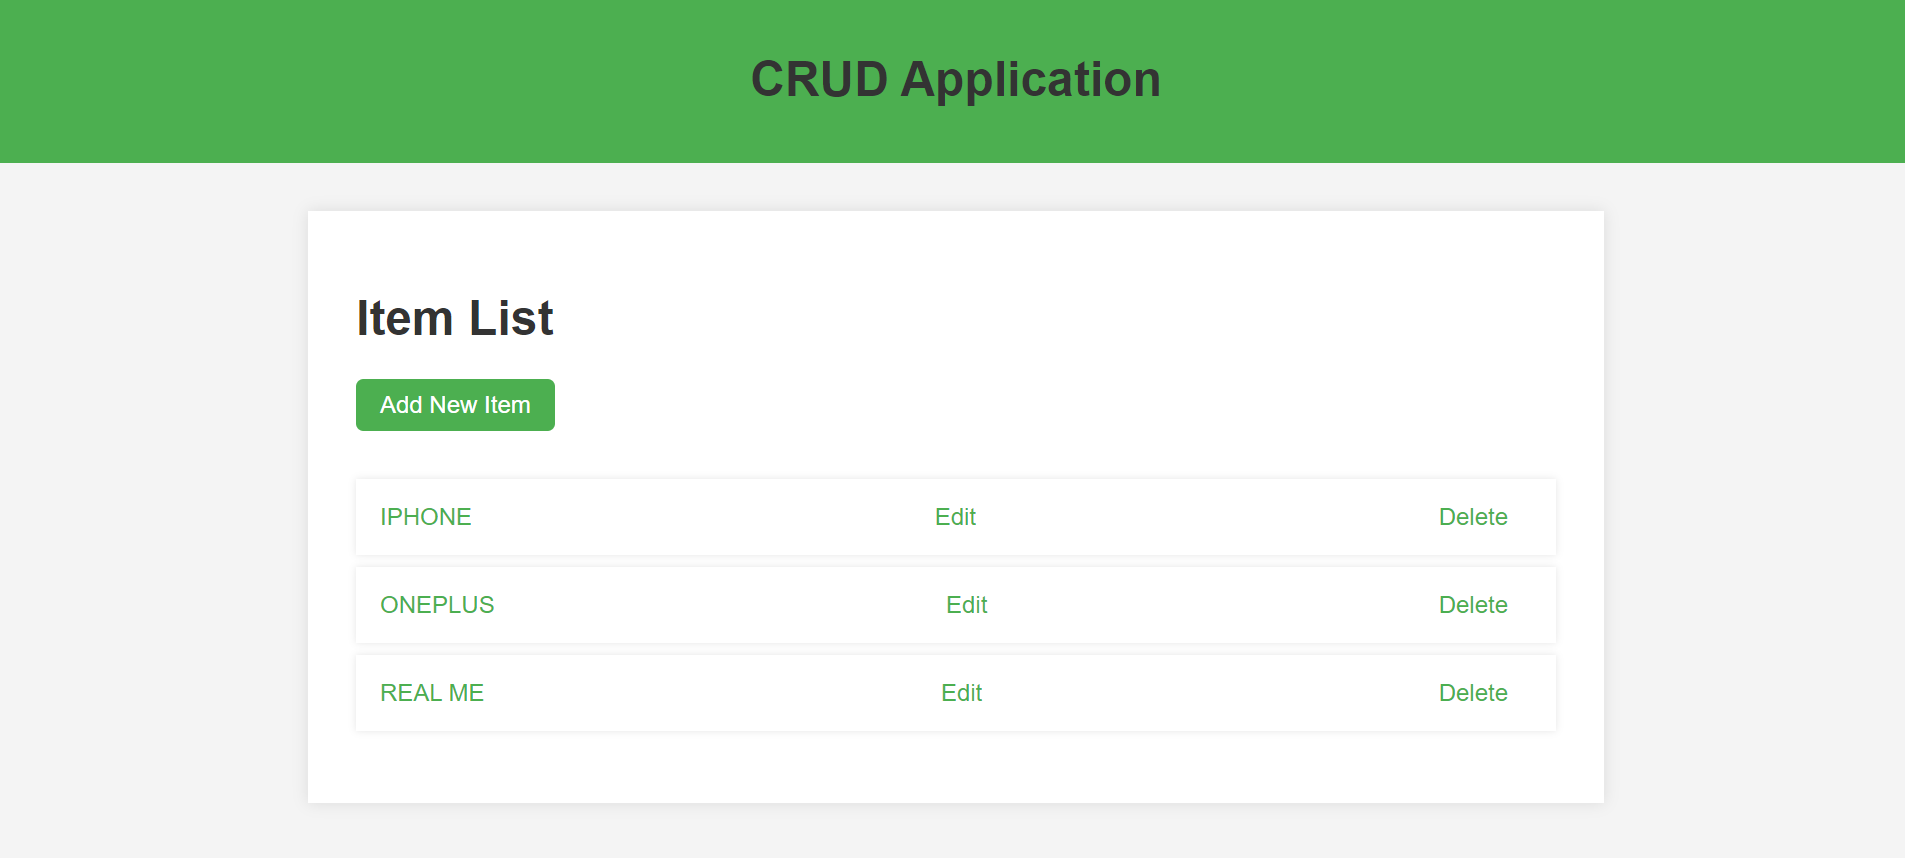 CRUD Application
Item List
Add New Item
IPHONE Edit Delete
ONEPLUS Edit Delete
REAL ME Edit Delete